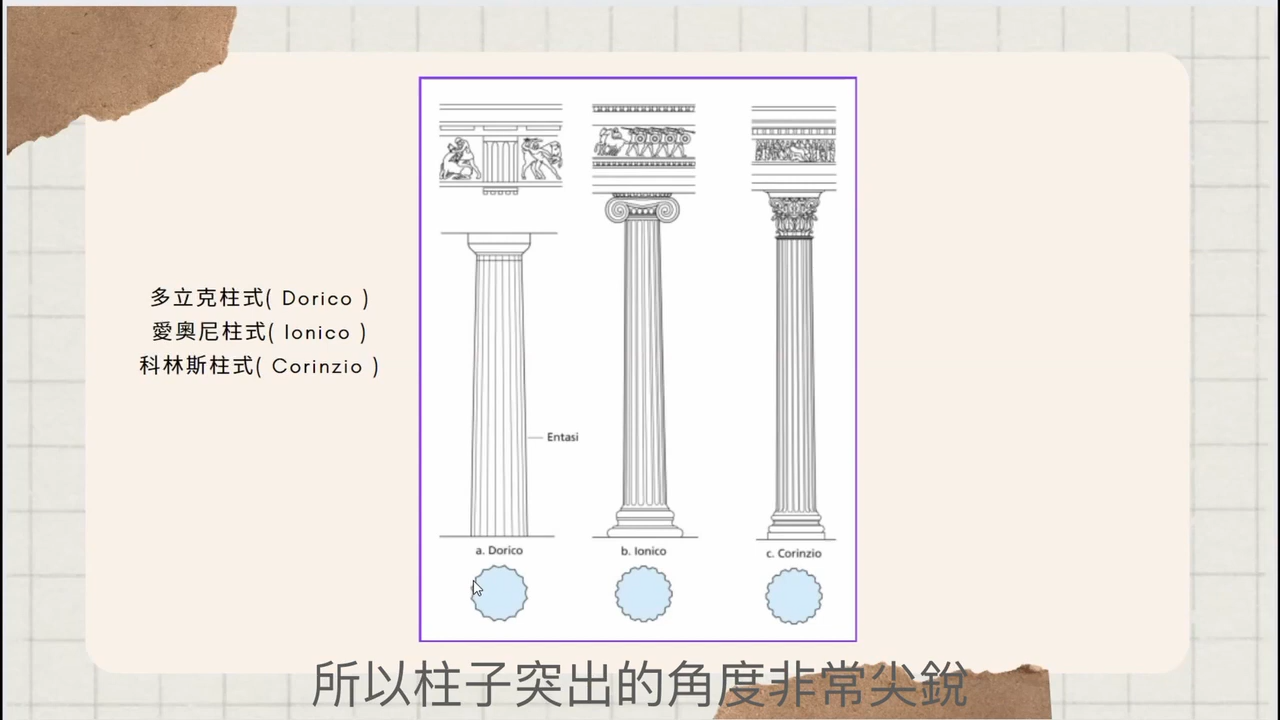 多立克柱式( Dorico )
愛奧尼柱式( Ionico )
科林斯柱式( Corinzio )
Entasi
a. Dorico
b. Ionico
c. Corinzio
所以柱子突出的角度非常尖銳